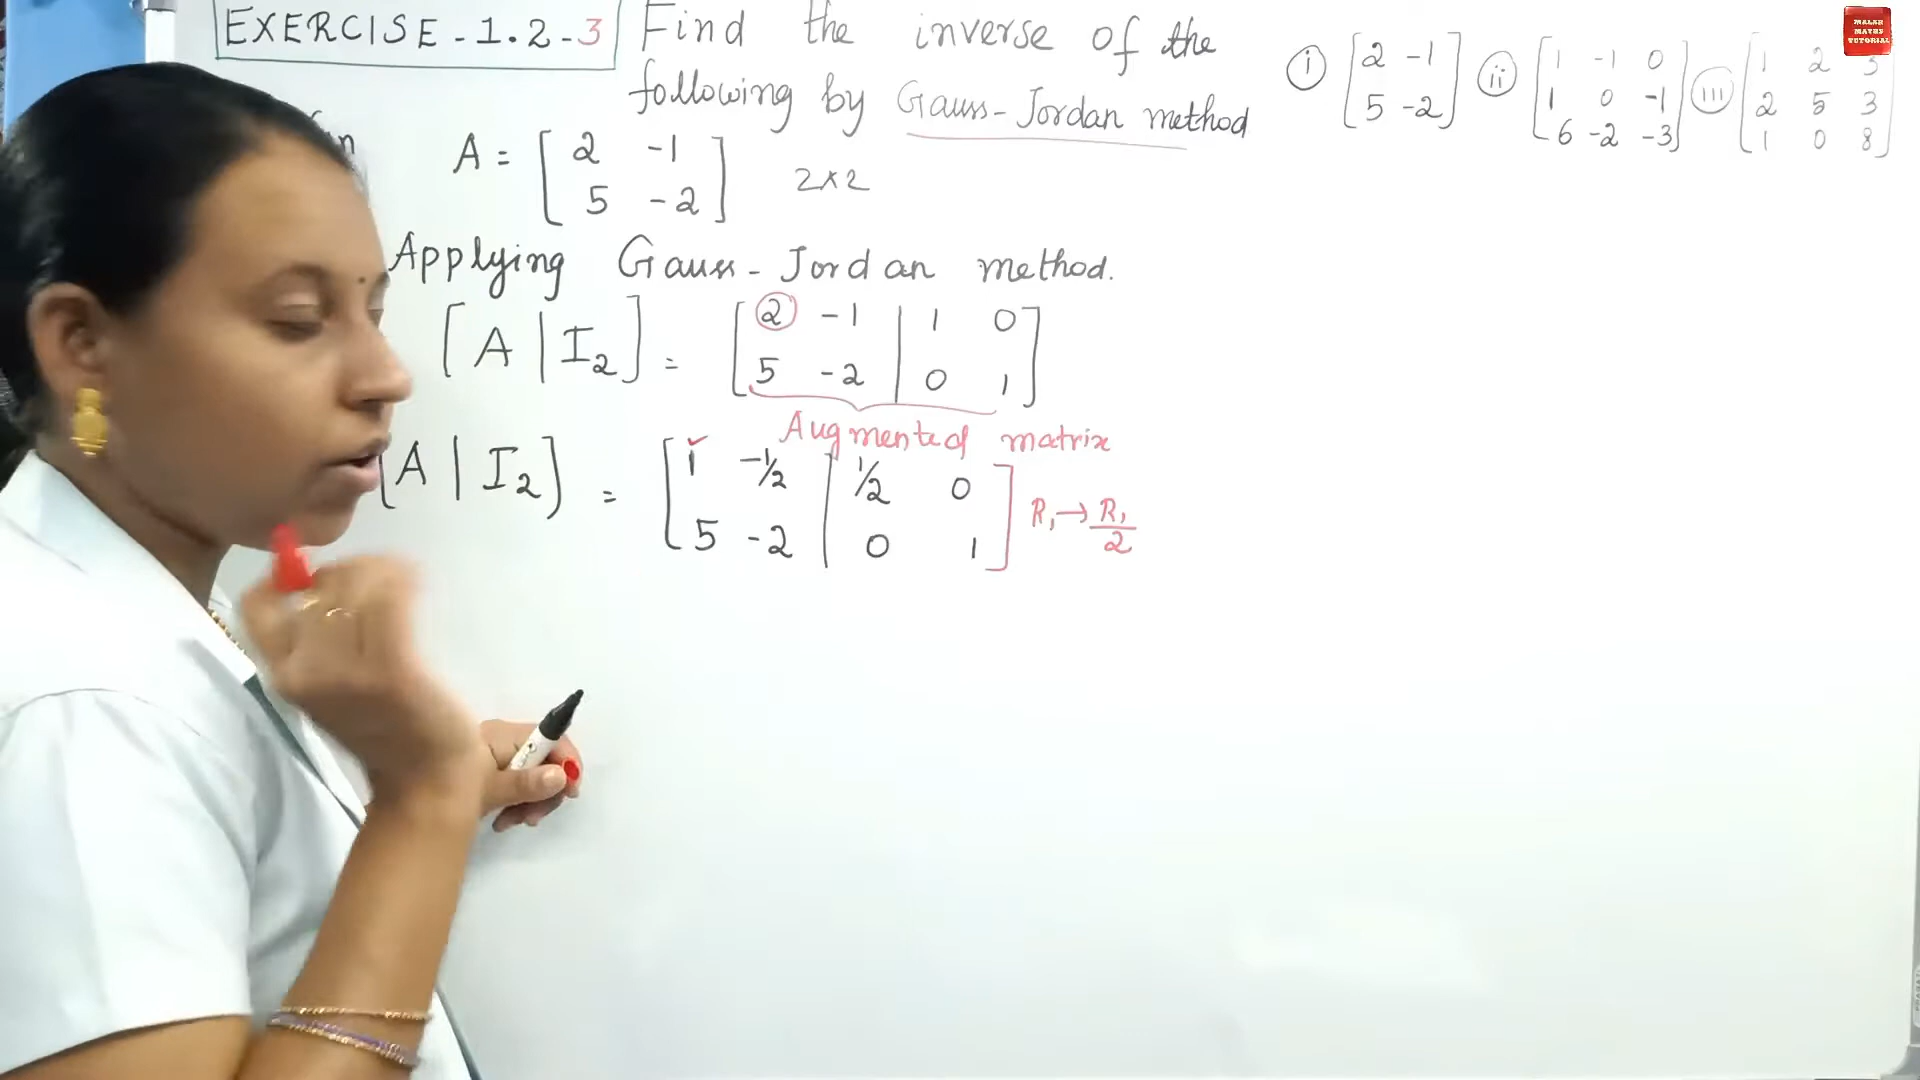 EXERCISE - 1.2 - 3
Find the inverse of the
following by Gauss-Jordan method
(i) [2 -1
5 -2]
(ii) [1 -1 0
1 0 -1
6 -2 -3]
(iii) [1 2 3
2 5 3
1 0 8]
MALAR
MATHS
TUTORIAL
A = [2 -1
5 -2] 2×2
Applying Gauss-Jordan method.
[A | I₂] = [2 -1 | 1 0
5 -2 | 0 1]
Augmented matrix
[A | I₂] = [1 -1/2 | 1/2 0
5 -2 | 0 1] R₁→R₁/2